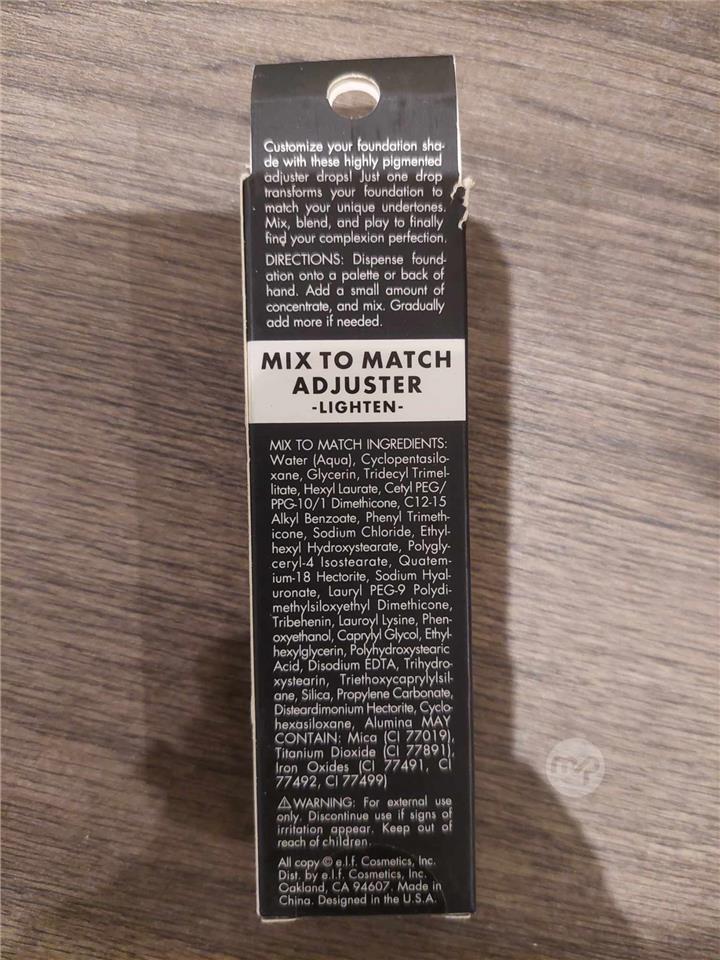 Customize your foundation sha-
de with these highly pigmented
adjuster drops! Just one drop
transforms your foundation to
match your unique undertones.
Mix, blend, and play to finally
find your complexion perfection.
DIRECTIONS: Dispense found-
ation onto a palette or back of
hand. Add a small amount of
concentrate, and mix. Gradually
add more if needed.
MIX TO MATCH
ADJUSTER
-LIGHTEN-
MIX TO MATCH INGREDIENTS:
Water (Aqua), Cyclopentasilo-
xane, Glycerin, Tridecyl Trimel-
litate, Hexyl Laurate, Cetyl PEG/
PPG-10/1 Dimethicone, C12-15
Alkyl Benzoate, Phenyl Trimeth-
icone, Sodium Chloride, Ethyl-
hexyl Hydroxystearate, Polygly-
ceryl-4 Isostearate, Quatern-
ium-18 Hectorite, Sodium Hyal-
uronate, Lauryl PEG-9 Polydi-
methylsiloxyethyl Dimethicone,
Tribehenin, Lauroyl Lysine, Phen-
oxyethanol, Caprylyl Glycol, Ethyl-
hexylglycerin, Polyhydroxystearic
Acid, Disodium EDTA, Trihydro-
xystearin, Triethoxycaprylylsil-
ane, Silica, Propylene Carbonate,
Disteardimonium Hectorite, Cyclo-
hexasiloxane, Alumina MAY
CONTAIN: Mica (CI 77019),
Titanium Dioxide (CI 77891),
Iron Oxides (CI 77491, CI
77492, CI 77499)
⚠WARNING: For external use
only. Discontinue use if signs of
irritation appear. Keep out of
reach of children.
All copy © e.l.f. Cosmetics, Inc.
Dist. by e.l.f. Cosmetics, Inc.
Oakland, CA 94607. Made in
China. Designed in the U.S.A.